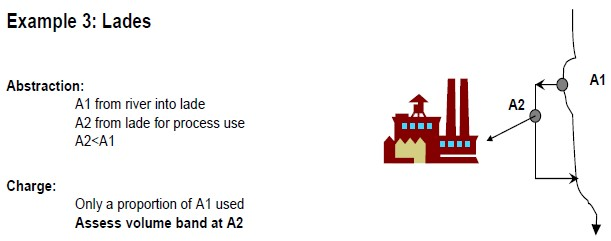 Example 3: Lades
Abstraction:
A1 from river into lade
A2 from lade for process use
A2<A1
Charge:
Only a proportion of A1 used
Assess volume band at A2
A1
A2